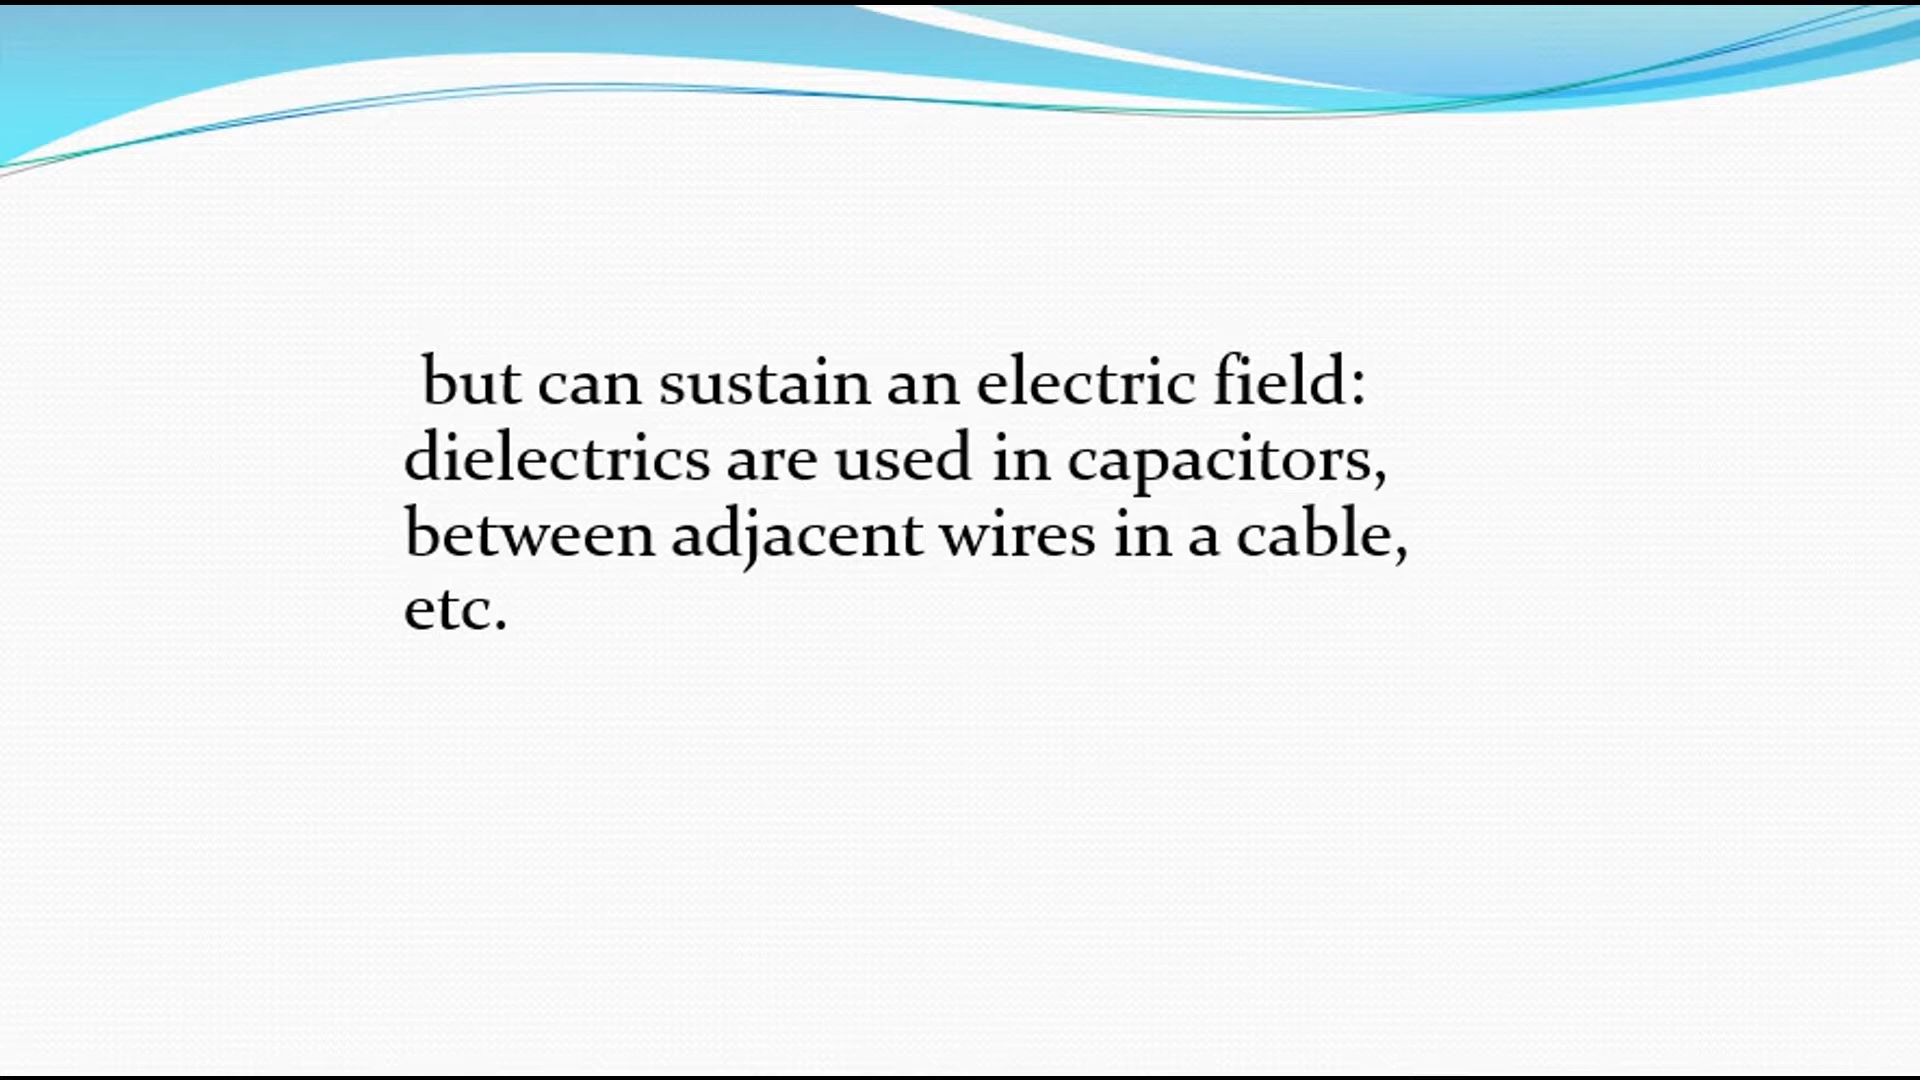 but can sustain an electric field:
dielectrics are used in capacitors,
between adjacent wires in a cable,
etc.